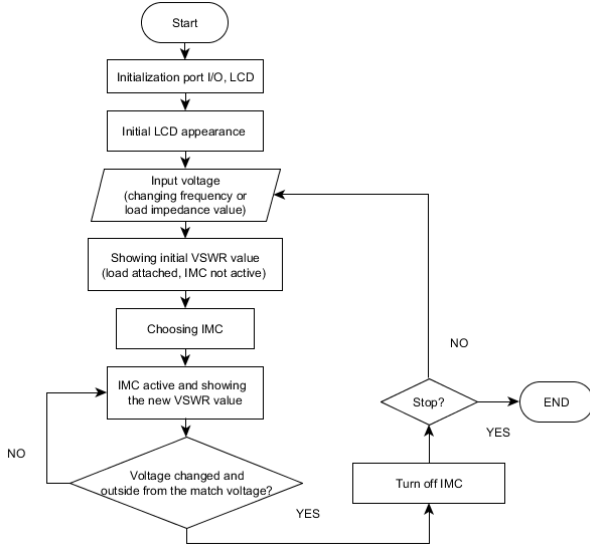 Start
Initialization port I/O, LCD
Initial LCD appearance
Input voltage
(changing frequency or
load impedance value)
Showing initial VSWR value
(load attached, IMC not active)
Choosing IMC
IMC active and showing
the new VSWR value
NO
Voltage changed and
outside from the match voltage?
YES
Turn off IMC
Stop?
NO
YES
END